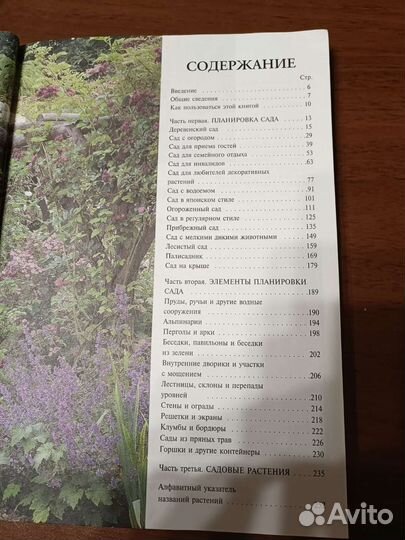 СОДЕРЖАНИЕ
Стр.
Введение . . . 6
Общие сведения . . . 7
Как пользоваться этой книгой . . . 10
Часть первая. ПЛАНИРОВКА САДА . . . 13
Деревенский сад . . . 15
Сад с огородом . . . 29
Сад для приема гостей . . . 39
Сад для семейного отдыха . . . 53
Сад для инвалидов . . . 63
Сад для любителей декоративных
растений . . . 77
Сад с водоемом . . . 91
Сад в японском стиле . . . 101
Огороженный сад . . . 111
Сад в регулярном стиле . . . 125
Прибрежный сад . . . 135
Сад с мелкими дикими животными . . . 149
Лесистый сад . . . 159
Палисадник . . . 169
Сад на крыше . . . 179
Часть вторая. ЭЛЕМЕНТЫ ПЛАНИРОВКИ
САДА . . . 189
Пруды, ручьи и другие водные
сооружения . . . 190
Альпинарии . . . 194
Перголы и арки . . . 198
Беседки, павильоны и беседки
из зелени . . . 202
Внутренние дворики и участки
с мощением . . . 206
Лестницы, склоны и перепады
уровней . . . 210
Стены и ограды . . . 214
Решетки и экраны . . . 218
Клумбы и бордюры . . . 222
Сады из пряных трав . . . 226
Горшки и другие контейнеры . . . 230
Часть третья. САДОВЫЕ РАСТЕНИЯ . . . 235
Алфавитный указатель
названий растений . . .
Avito